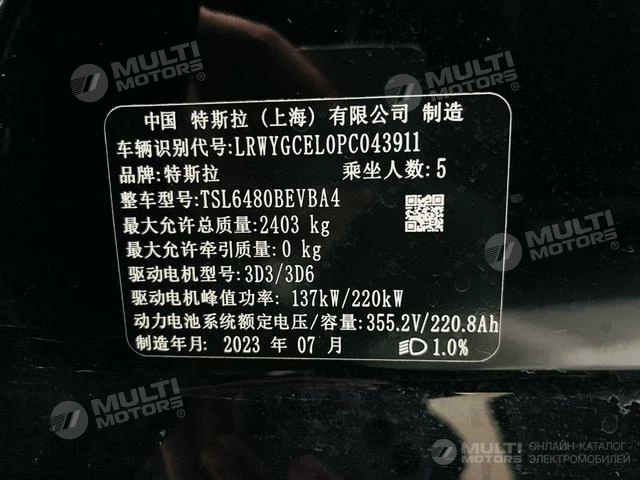 MULTI MOTORS®
MULTI MOTORS®
中国 特斯拉（上海）有限公司 制造
车辆识别代号:LRWYGCEL0PC043911
品牌:特斯拉 乘坐人数:5
整车型号:TSL6480BEVBA4
最大允许总质量:2403 kg
最大允许牵引质量:0 kg
驱动电机型号:3D3/3D6
驱动电机峰值功率: 137kW/220kW
动力电池系统额定电压/容量:355.2V/220.8Ah
制造年月: 2023 年 07 月 1.0%
MULTI MOTORS®
MULTI MOTORS®
MULTI MOTORS®
MULTI MOTORS ОНЛАЙН-КАТАЛОГ ЭЛЕКТРОМОБИЛЕЙ